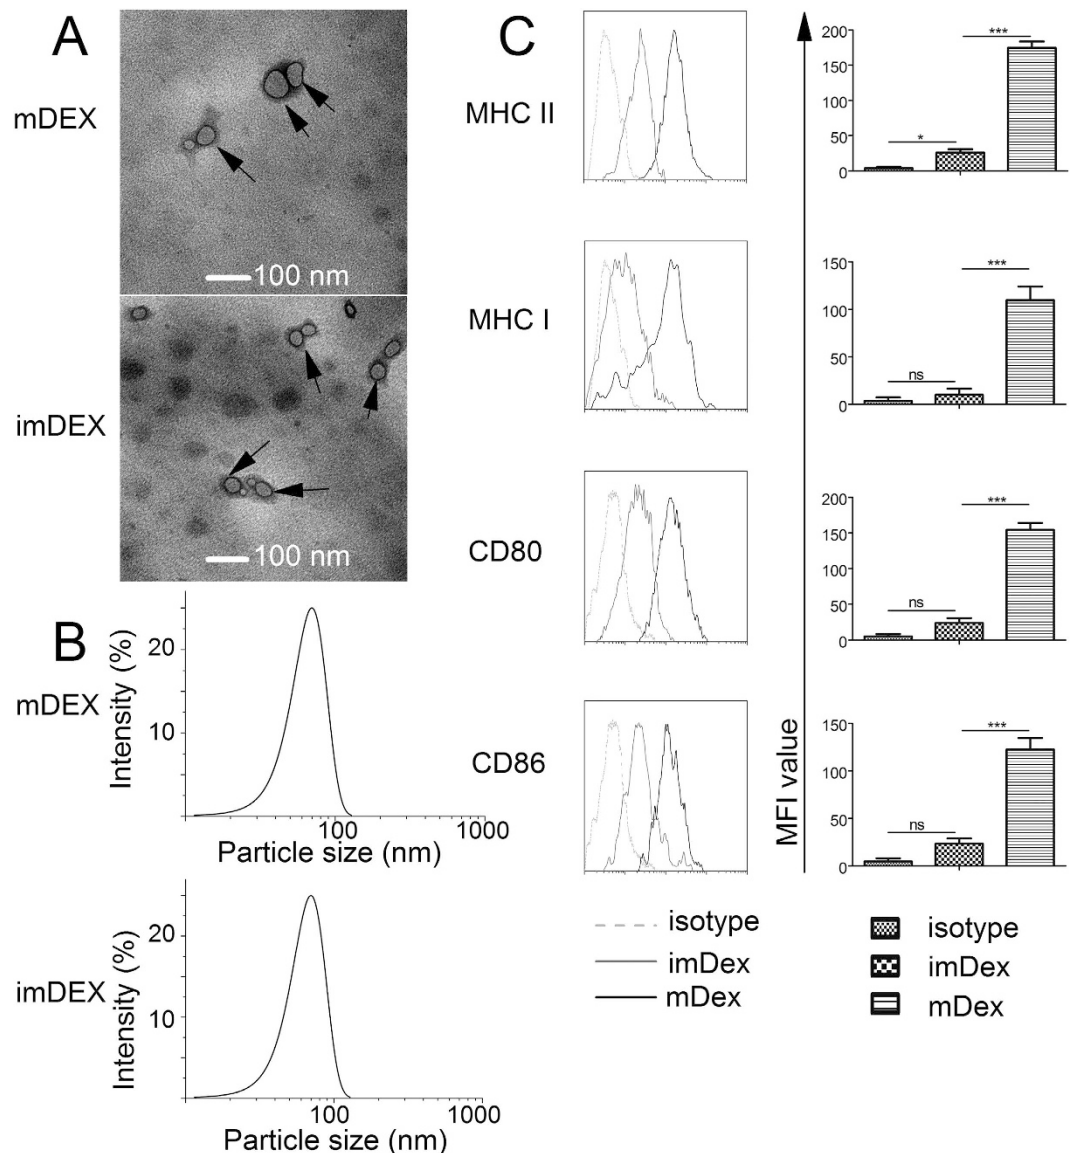 A
mDEX
100 nm
imDEX
100 nm
B
mDEX
Intensity (%)
20
10
100
1000
Particle size (nm)
imDEX
Intensity (%)
20
10
100
1000
Particle size (nm)
C
MHC II
200
150
100
50
0
*
***
MHC I
150
100
50
0
ns
***
CD80
200
150
100
50
0
ns
***
CD86
150
100
50
0
ns
***
MFI value
isotype
imDex
mDex
isotype
imDex
mDex